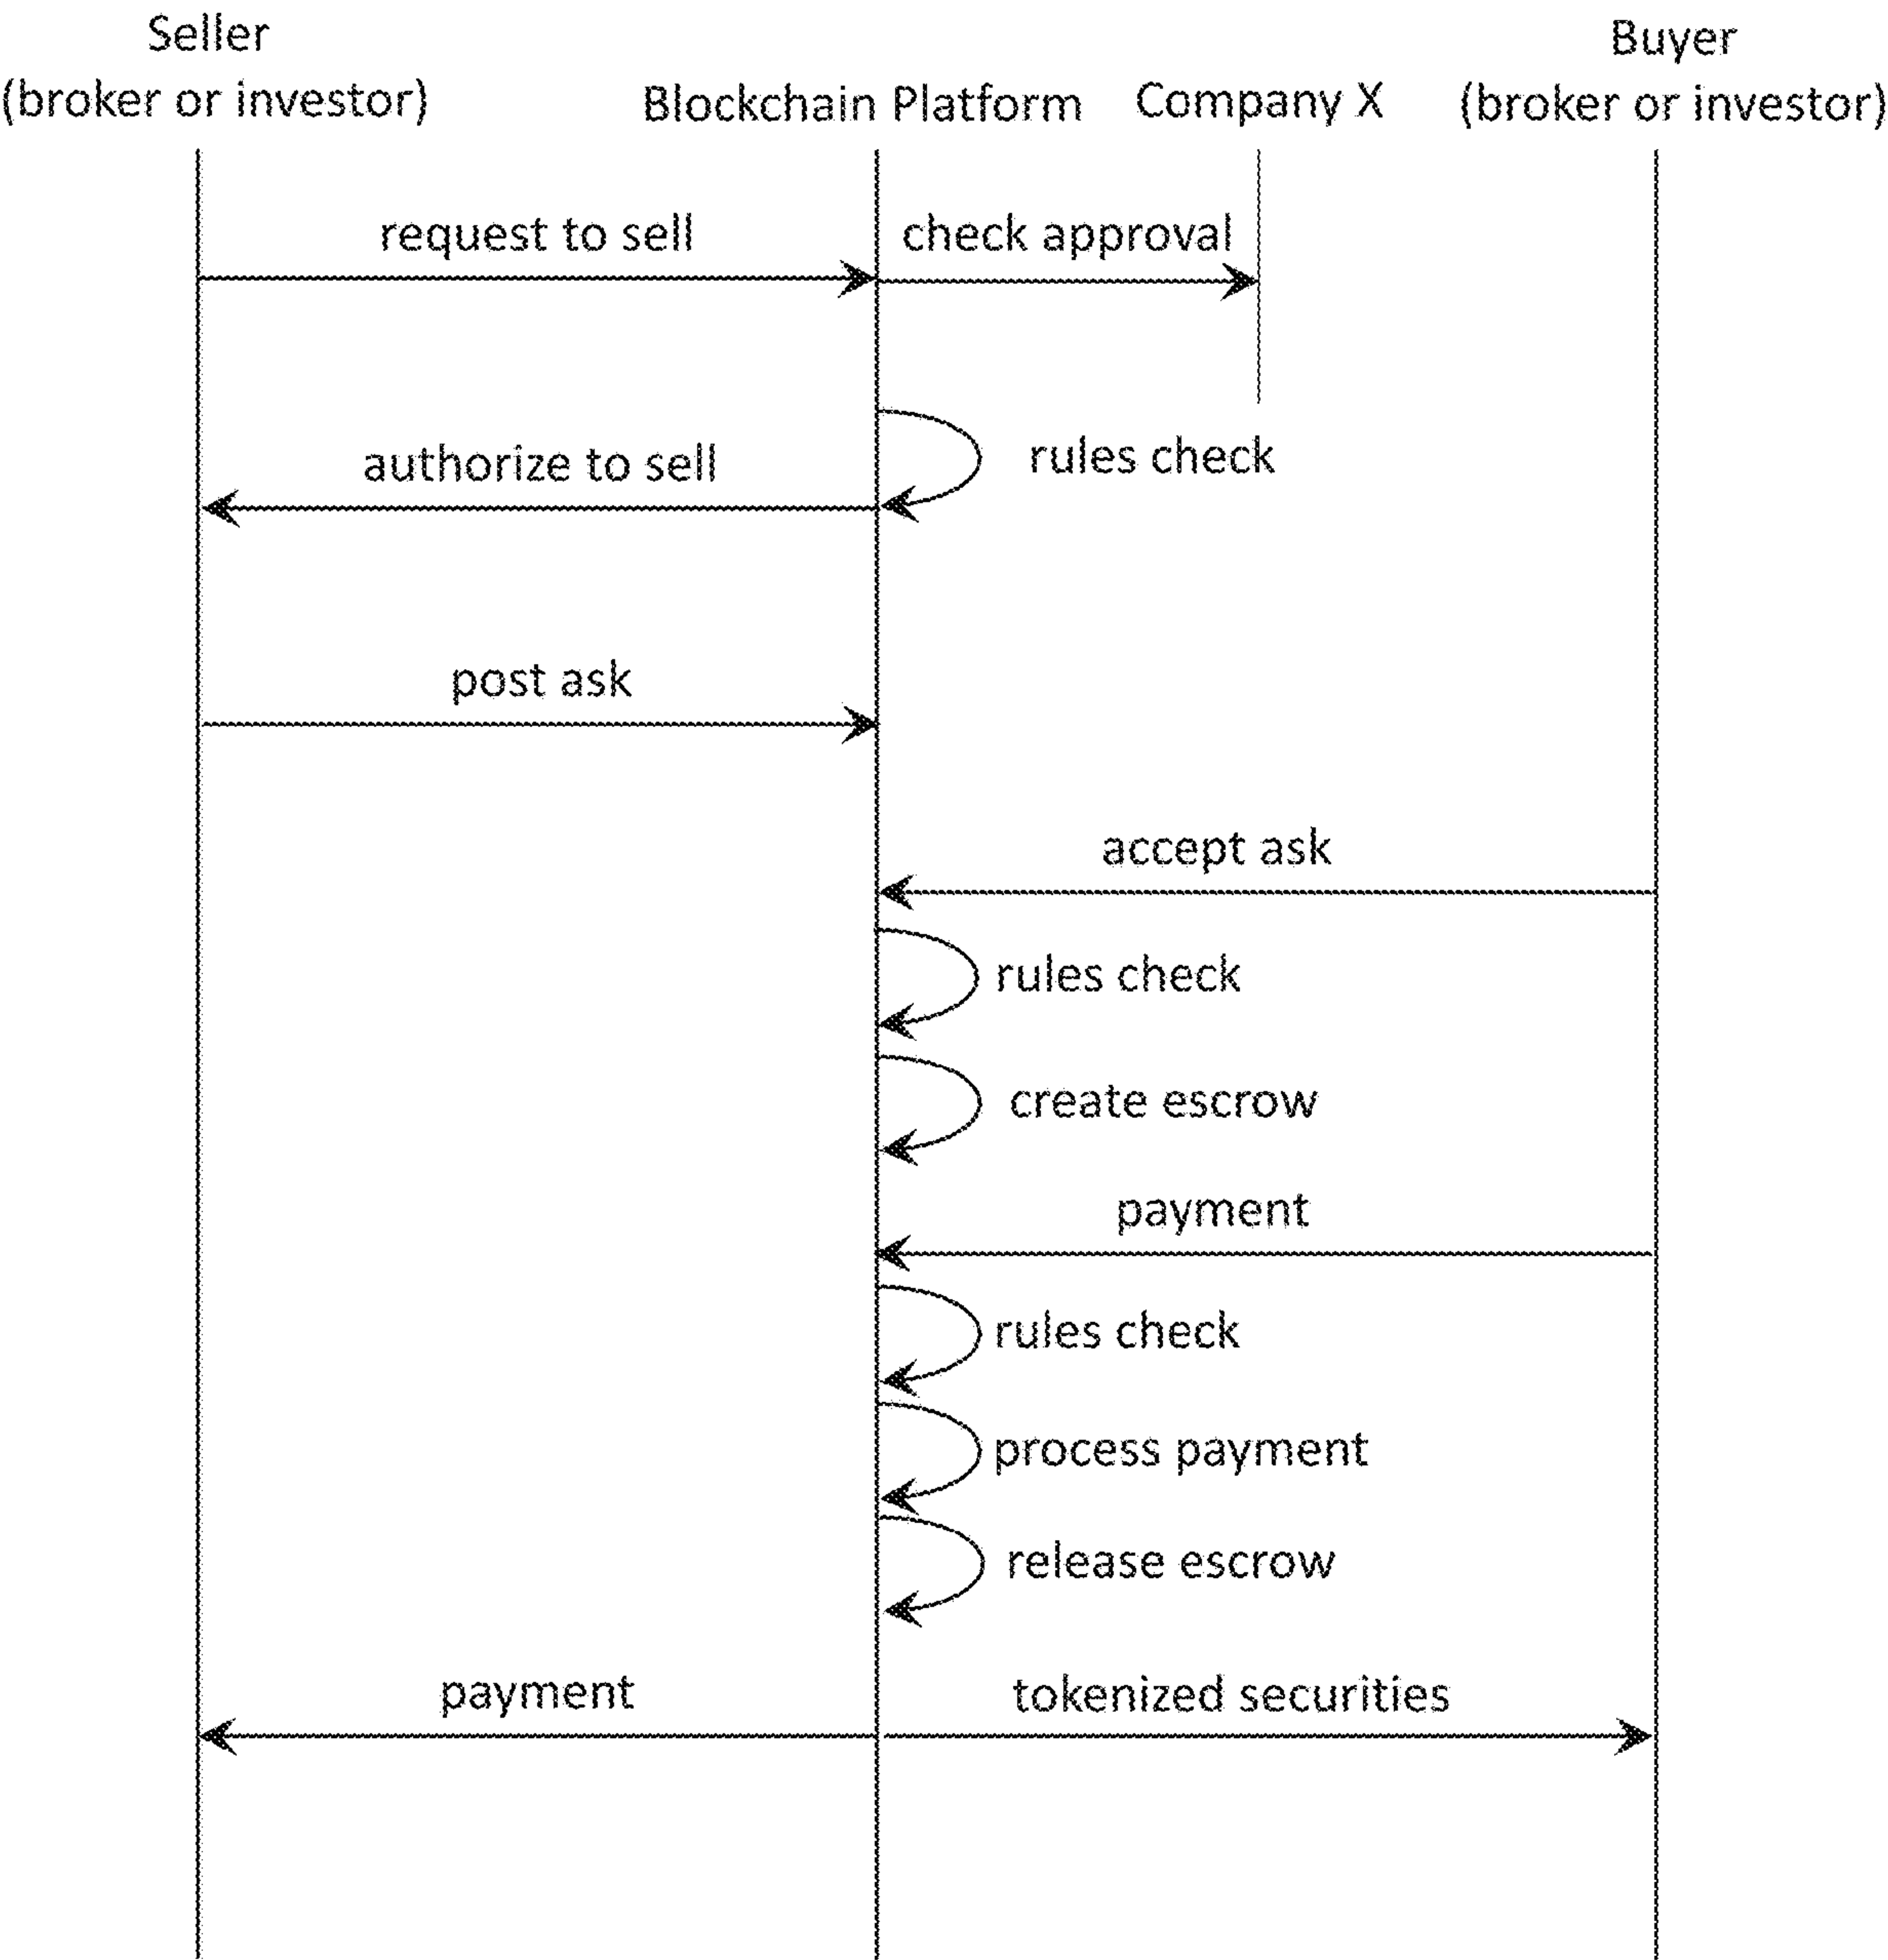 Seller
(broker or investor)
Blockchain Platform
Company X
Buyer
(broker or investor)
request to sell
check approval
authorize to sell
rules check
post ask
accept ask
rules check
create escrow
payment
rules check
process payment
release escrow
payment
tokenized securities